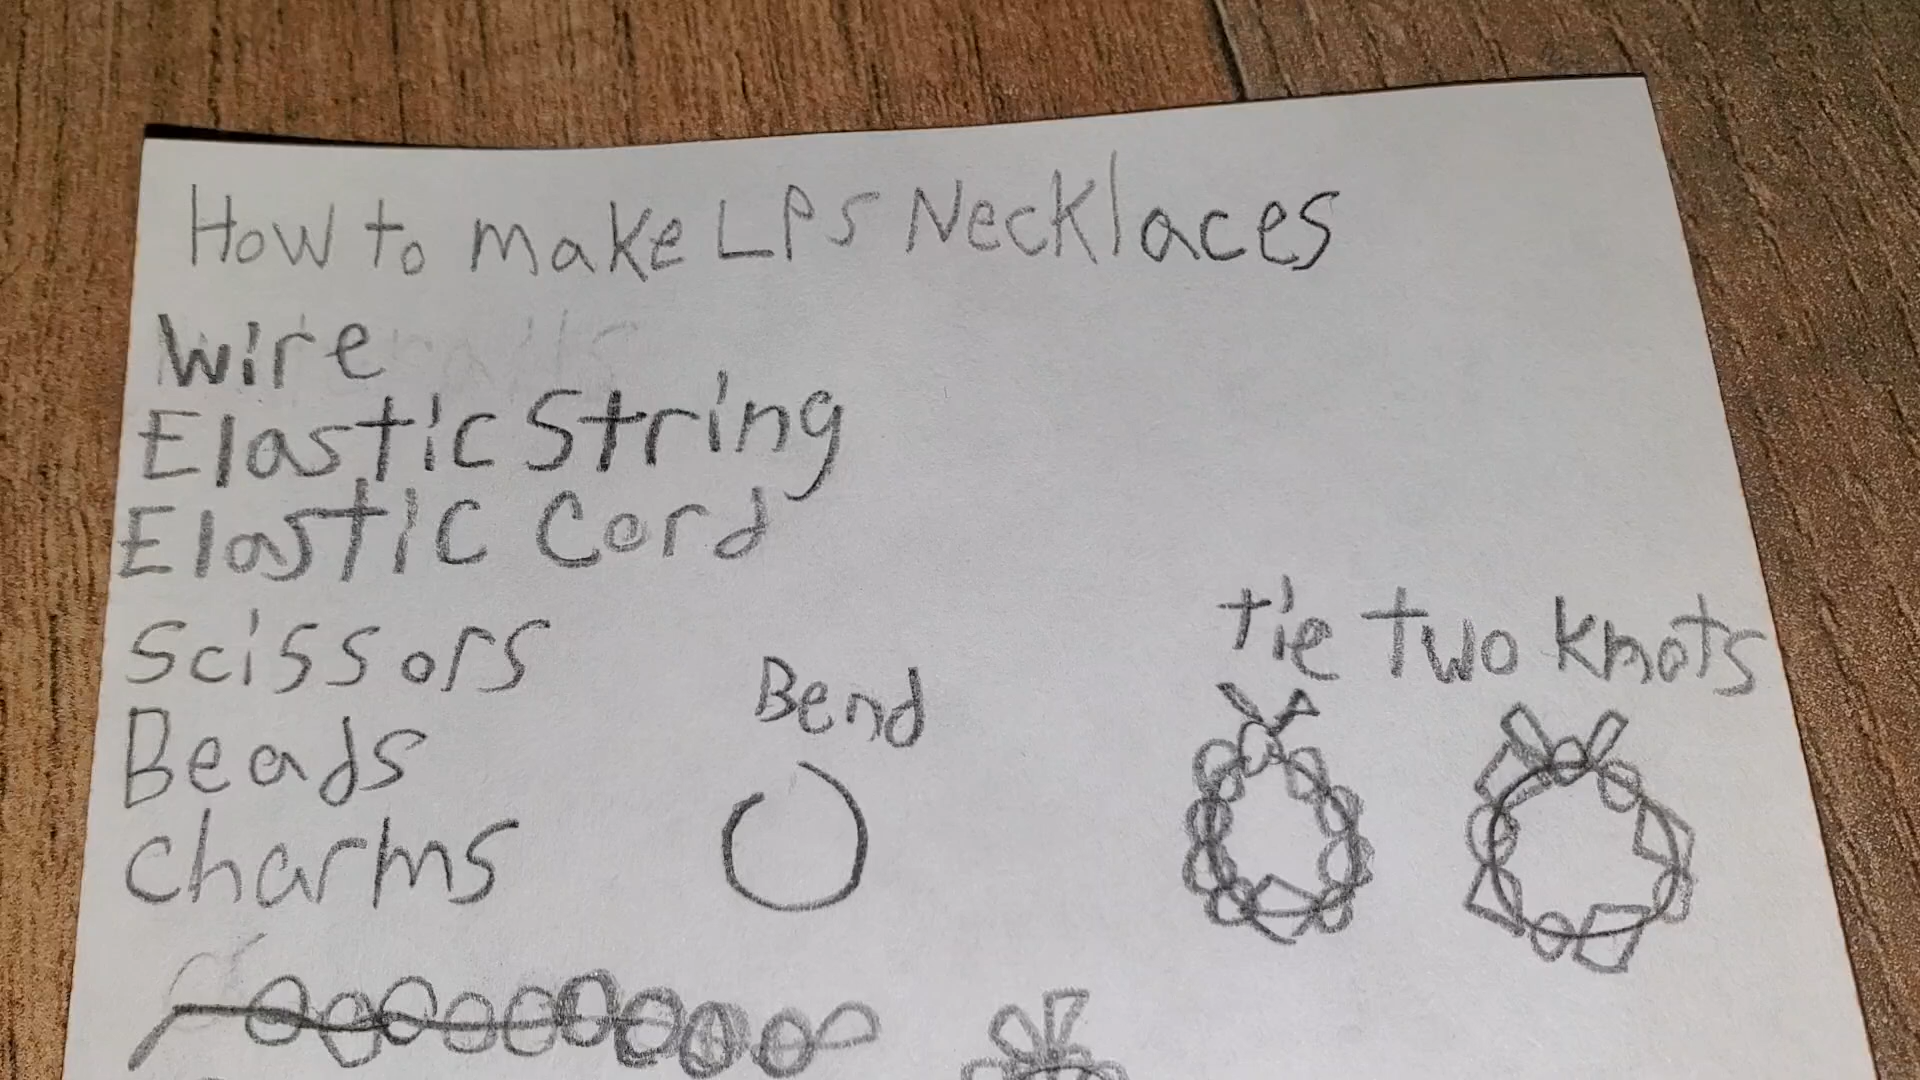 How to make LPS Necklaces
Wire
Elastic String
Elastic Cord
Scissors
Beads
charms
Bend
tie two knots